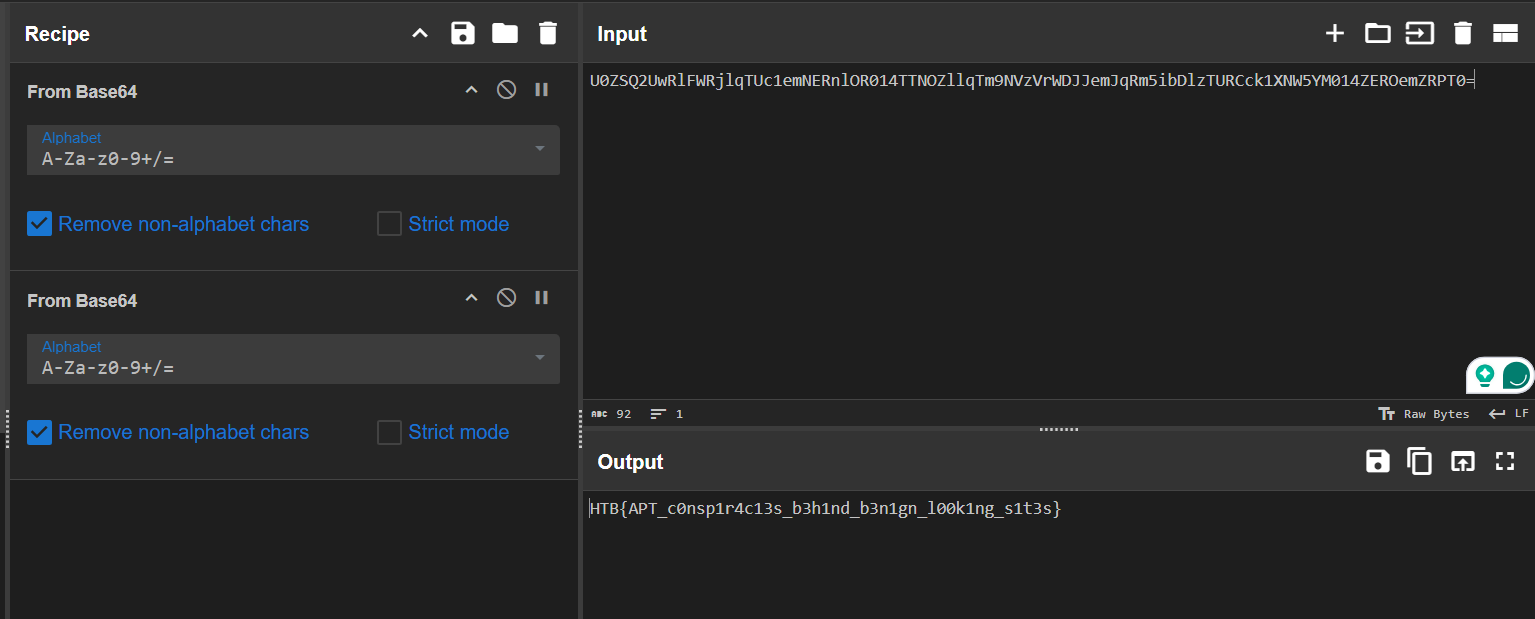 Recipe
From Base64
Alphabet
A-Za-z0-9+/=
Remove non-alphabet chars
Strict mode
From Base64
Alphabet
A-Za-z0-9+/=
Remove non-alphabet chars
Strict mode
Input
U0ZSQ2UwRlFWRjlqTUc1emNERnlOR014TTNOZllqTm9NVzVrWDJJemJqRm5ibDlzTURCck1XNW5YM014ZEROemZRPT0=
ABC 92 1
Tт Raw Bytes LF
Output
HTB{APT_c0nsp1r4c13s_b3h1nd_b3n1gn_l00k1ng_s1t3s}